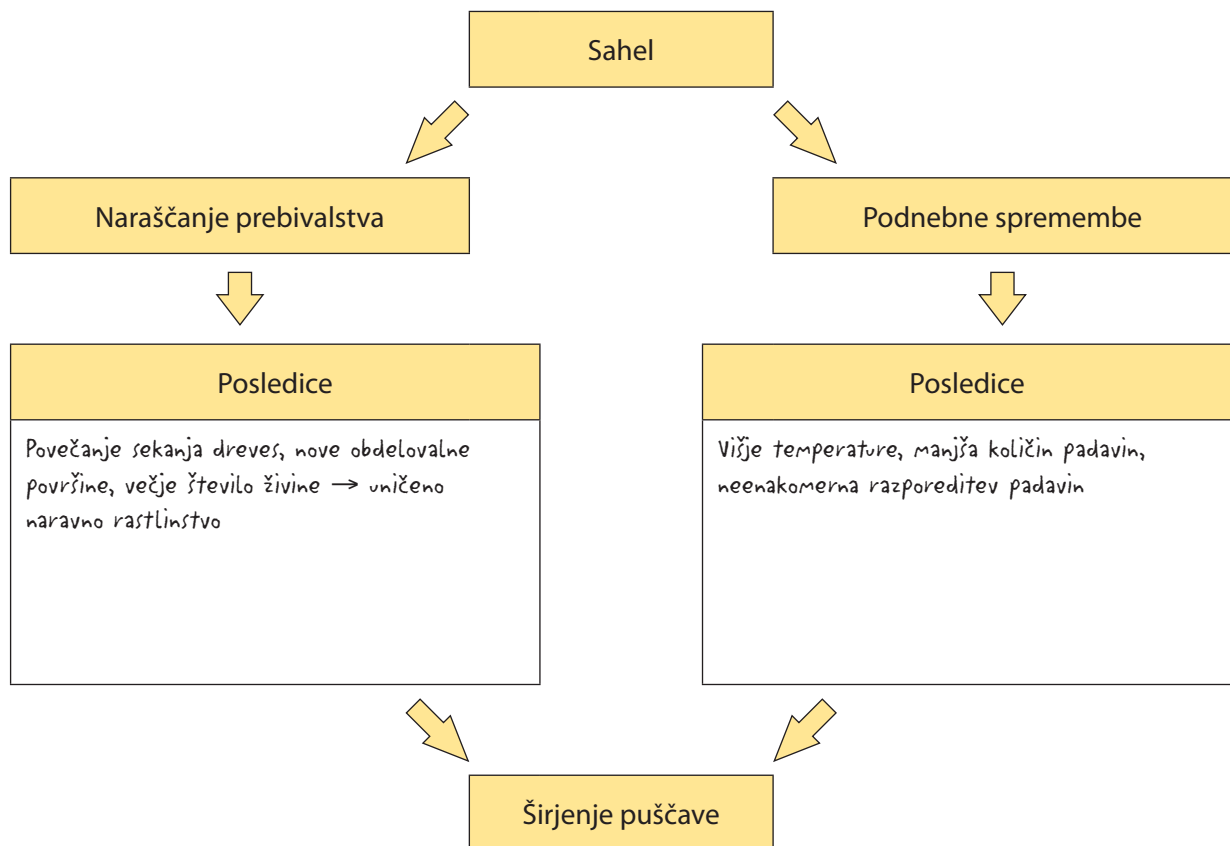 Sahel
Naraščanje prebivalstva
Podnebne spremembe
Posledice
Povečanje sekanja dreves, nove obdelovalne
površine, večje število živine → uničeno
naravno rastlinstvo
Posledice
Višje temperature, manjša količin padavin,
neenakomerna razporeditev padavin
Širjenje puščave